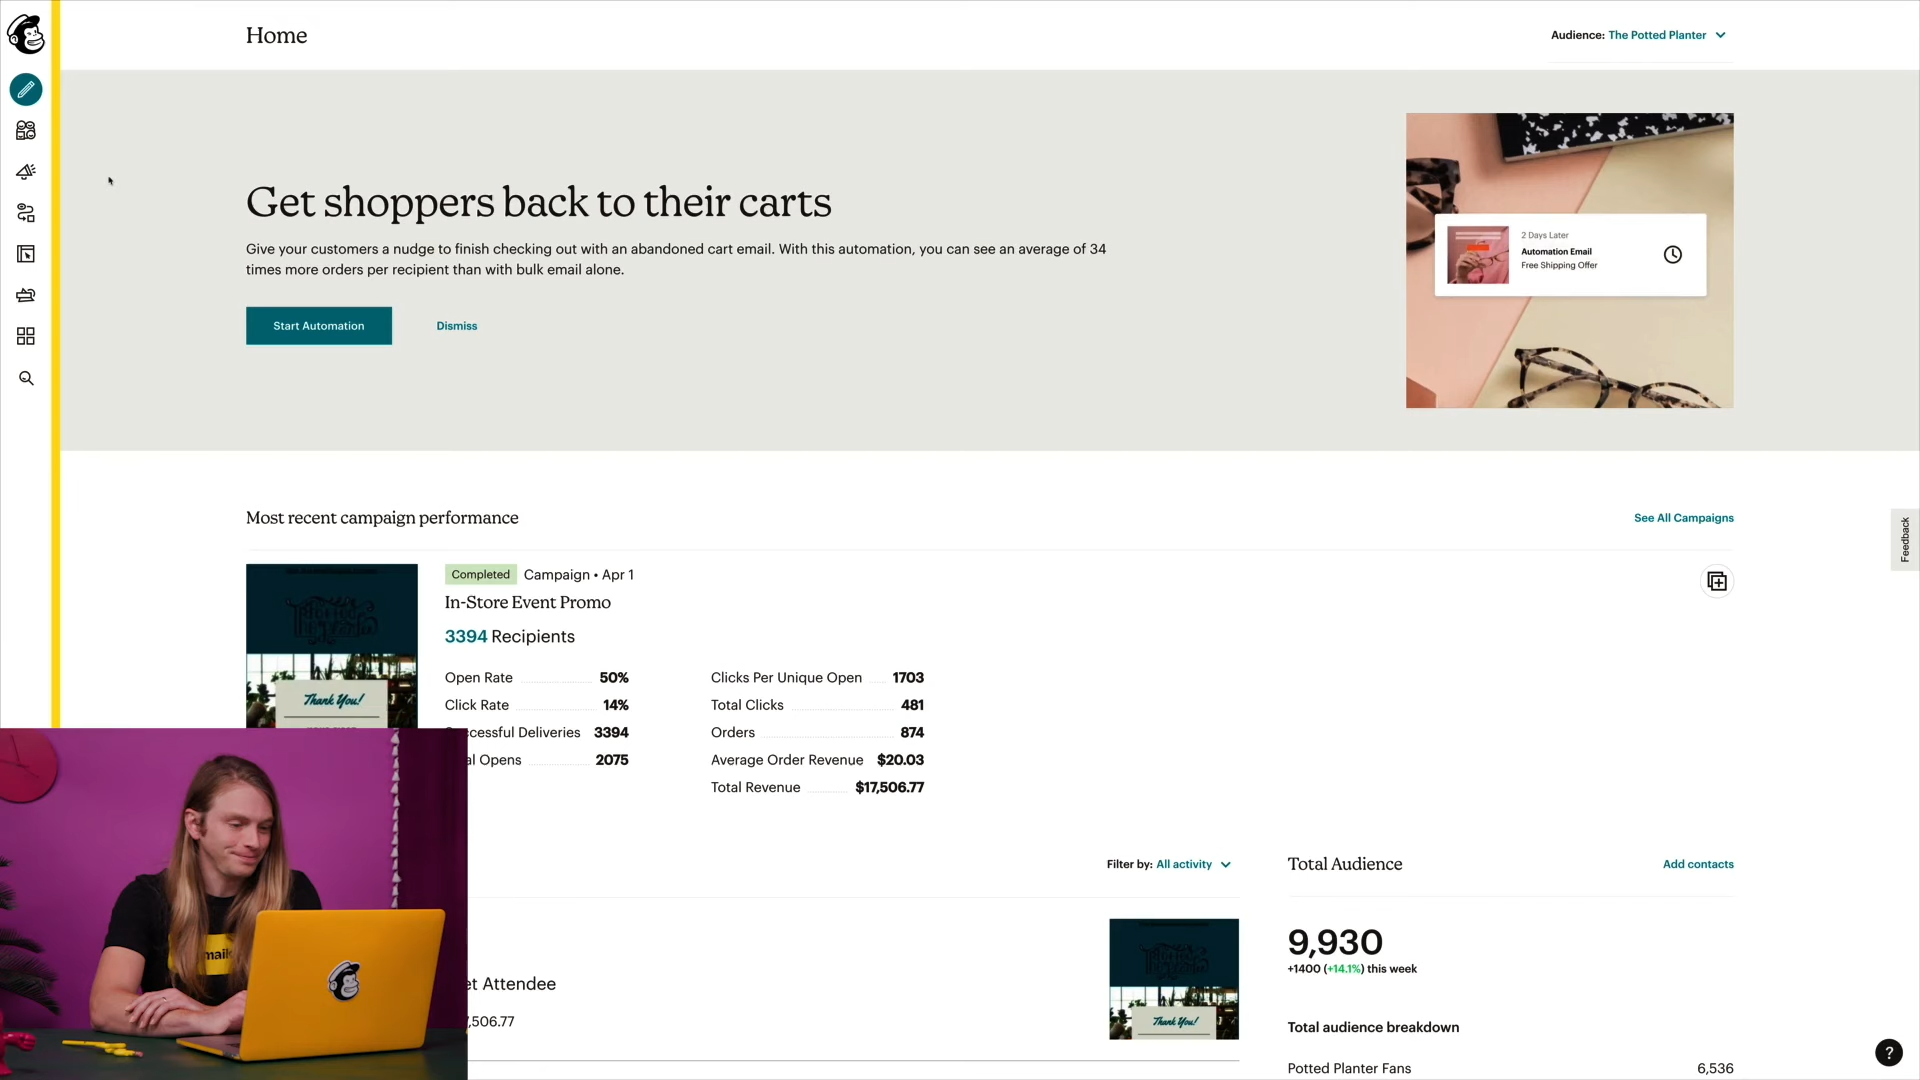 Home
Audience: The Potted Planter
Get shoppers back to their carts
Give your customers a nudge to finish checking out with an abandoned cart email. With this automation, you can see an average of 34
times more orders per recipient than with bulk email alone.
Start Automation
Dismiss
2 Days Later
Automation Email
Free Shipping Offer
Most recent campaign performance
See All Campaigns
Feedback
Completed
Campaign • Apr 1
In-Store Event Promo
3394 Recipients
Open Rate 50%
Click Rate 14%
cessful Deliveries 3394
al Opens 2075
Clicks Per Unique Open 1703
Total Clicks 481
Orders 874
Average Order Revenue $20.03
Total Revenue $17,506.77
Thank You!
Filter by: All activity
et Attendee
,506.77
Thank You!
Total Audience
Add contacts
9,930
+1400 (+14.1%) this week
Total audience breakdown
Potted Planter Fans 6,536
?
mail